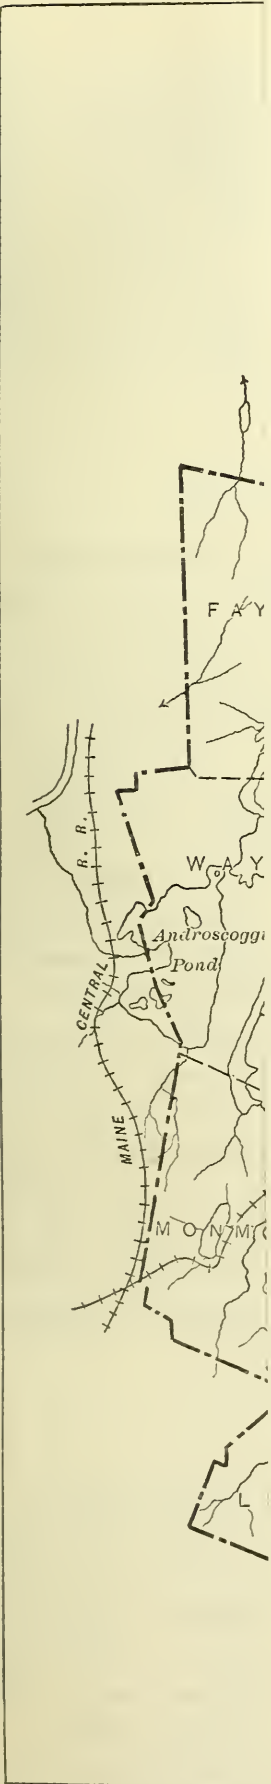 F A Y
R. R.
W A Y
Androscoggi
Pond
CENTRAL
MAINE
M O N M O
L